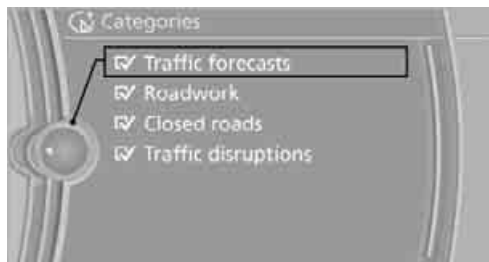 Categories
Traffic forecasts
Roadwork
Closed roads
Traffic disruptions